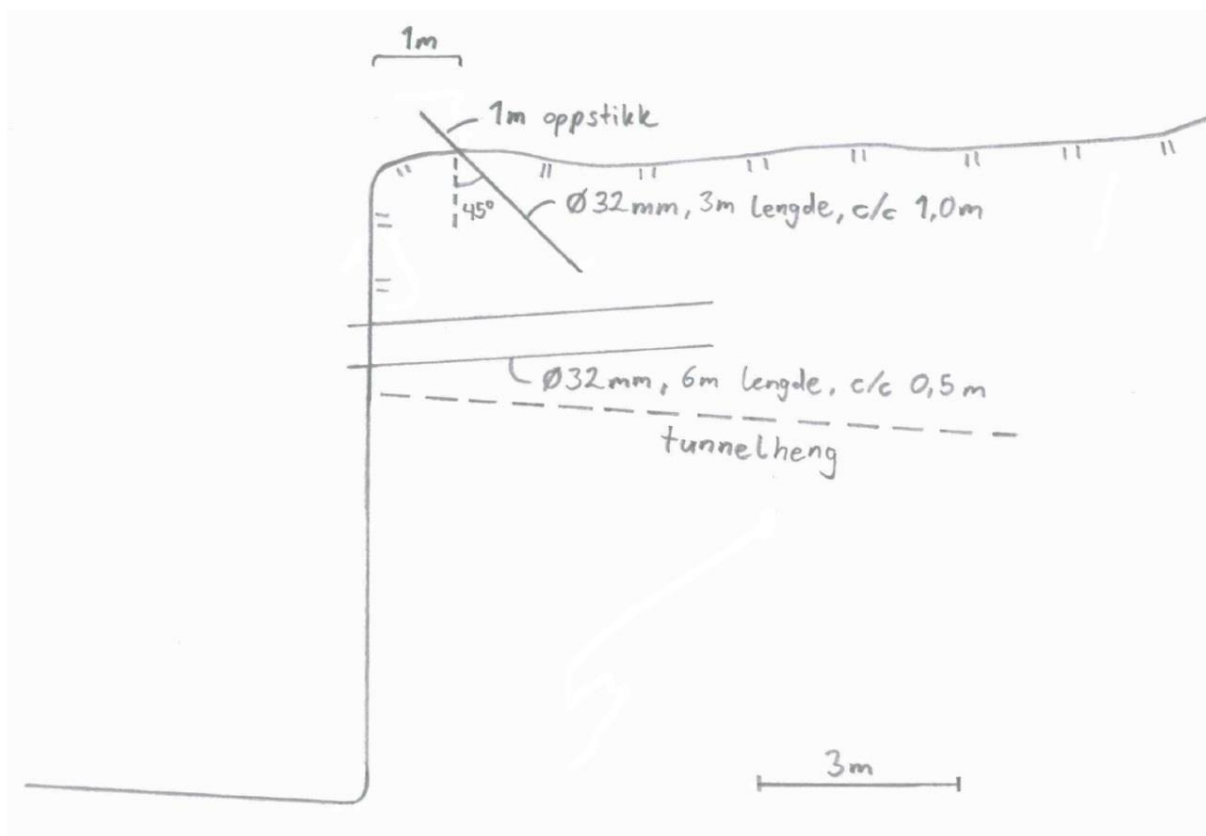 1m
1m oppstikk
45°
Ø32mm, 3m lengde, c/c 1,0m
Ø32mm, 6m lengde, c/c 0,5m
tunnelheng
3m